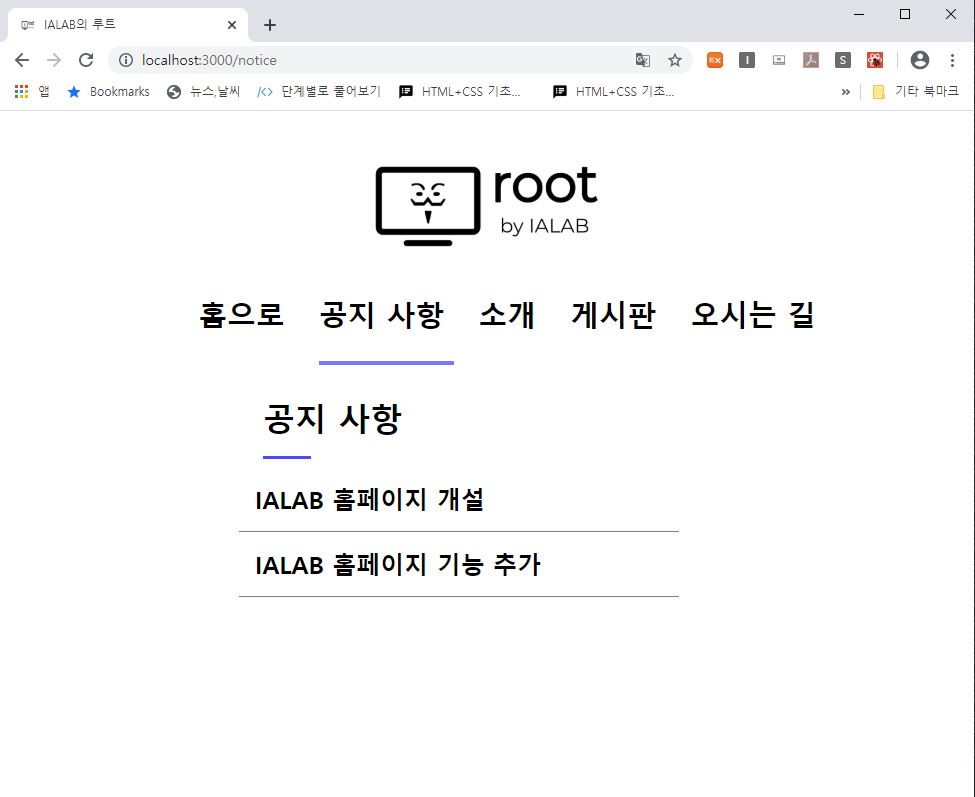 IALAB의 루트
localhost:3000/notice
앱 Bookmarks 뉴스,날씨 단계별로 풀어보기 HTML+CSS 기초... HTML+CSS 기초... » 기타 북마크
root
by IALAB
홈으로 공지 사항 소개 게시판 오시는 길
공지 사항
IALAB 홈페이지 개설
IALAB 홈페이지 기능 추가